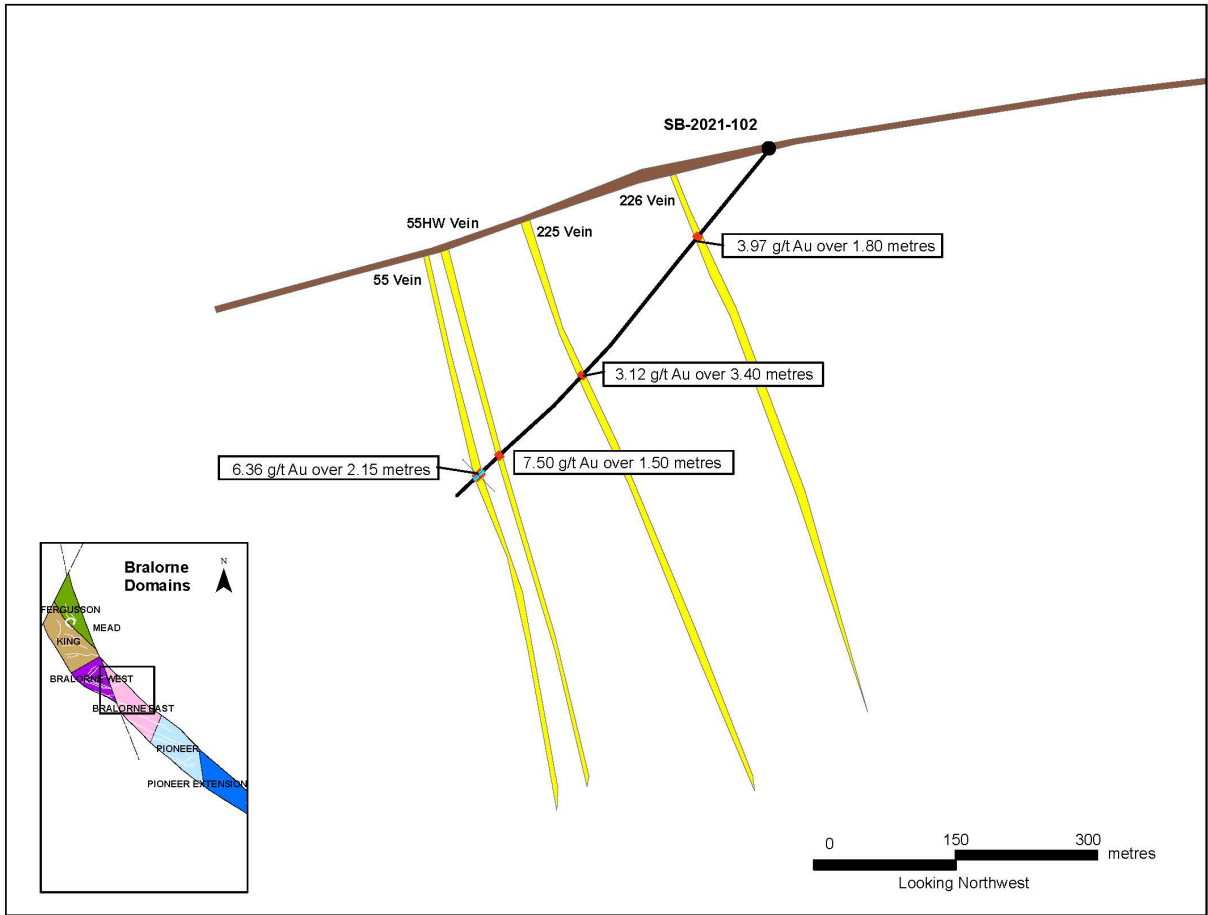 SB-2021-102
226 Vein
55HW Vein
225 Vein
55 Vein
3.97 g/t Au over 1.80 metres
3.12 g/t Au over 3.40 metres
7.50 g/t Au over 1.50 metres
6.36 g/t Au over 2.15 metres
Bralorne
Domains
N
FERGUSSON
MEAD
KING
BRALORNE WEST
BRALORNE EAST
PIONEER
PIONEER EXTENSION
0 150 300
metres
Looking Northwest